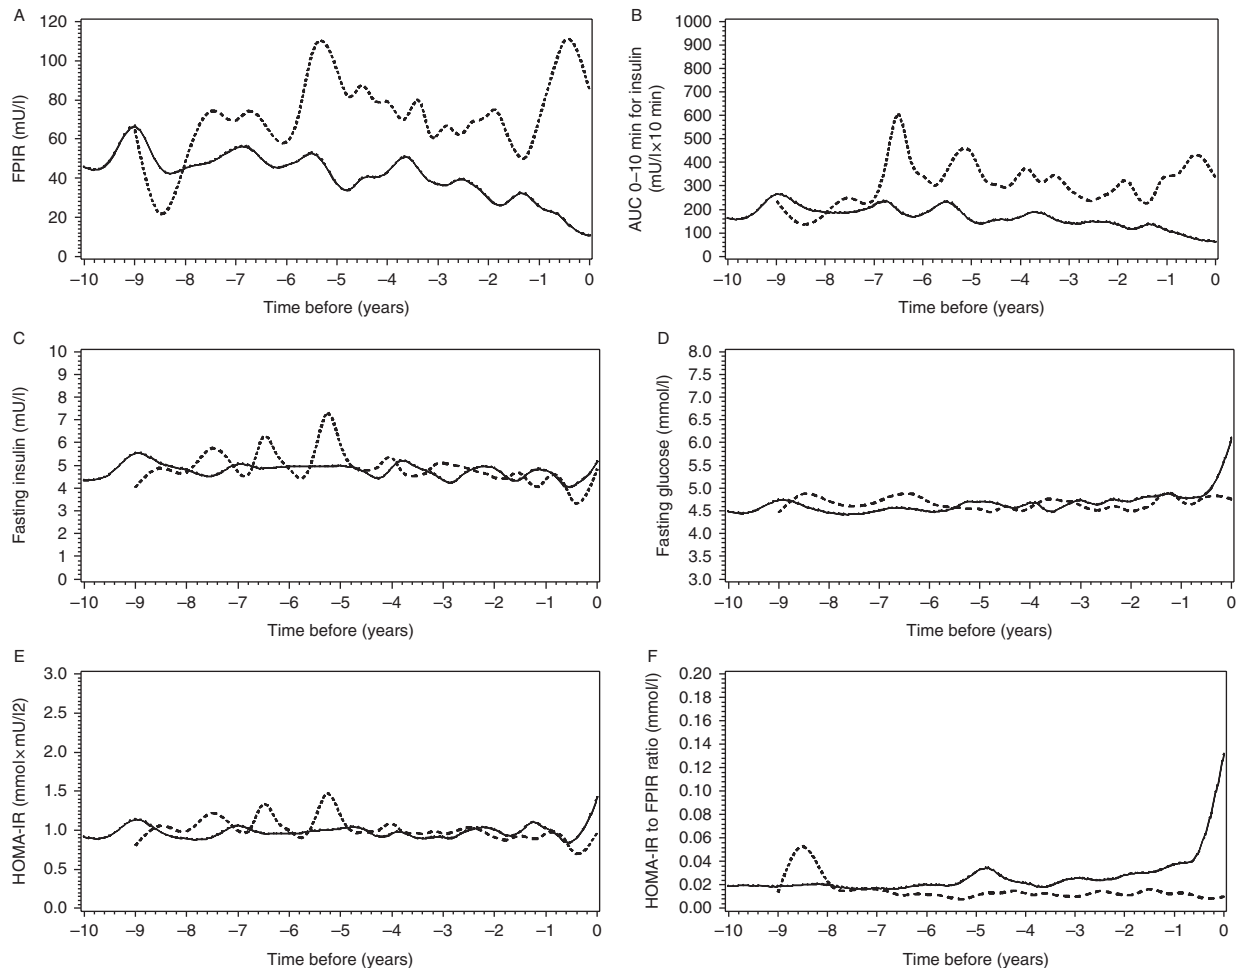 A
FPIR (mU/l)
120
100
80
60
40
20
0
–10 –9 –8 –7 –6 –5 –4 –3 –2 –1 0
Time before (years)
B
AUC 0–10 min for insulin
(mU/l×10 min)
1000
900
800
700
600
500
400
300
200
100
0
–10 –9 –8 –7 –6 –5 –4 –3 –2 –1 0
Time before (years)
C
Fasting insulin (mU/l)
10
9
8
7
6
5
4
3
2
1
0
–10 –9 –8 –7 –6 –5 –4 –3 –2 –1 0
Time before (years)
D
Fasting glucose (mmol/l)
8.0
7.5
7.0
6.5
6.0
5.5
5.0
4.5
4.0
3.5
3.0
–10 –9 –8 –7 –6 –5 –4 –3 –2 –1 0
Time before (years)
E
HOMA-IR (mmol×mU/l2)
3.0
2.5
2.0
1.5
1.0
0.5
0.0
–10 –9 –8 –7 –6 –5 –4 –3 –2 –1 0
Time before (years)
F
HOMA-IR to FPIR ratio (mmol/l)
0.20
0.18
0.16
0.14
0.12
0.10
0.08
0.06
0.04
0.02
0.00
–10 –9 –8 –7 –6 –5 –4 –3 –2 –1 0
Time before (years)